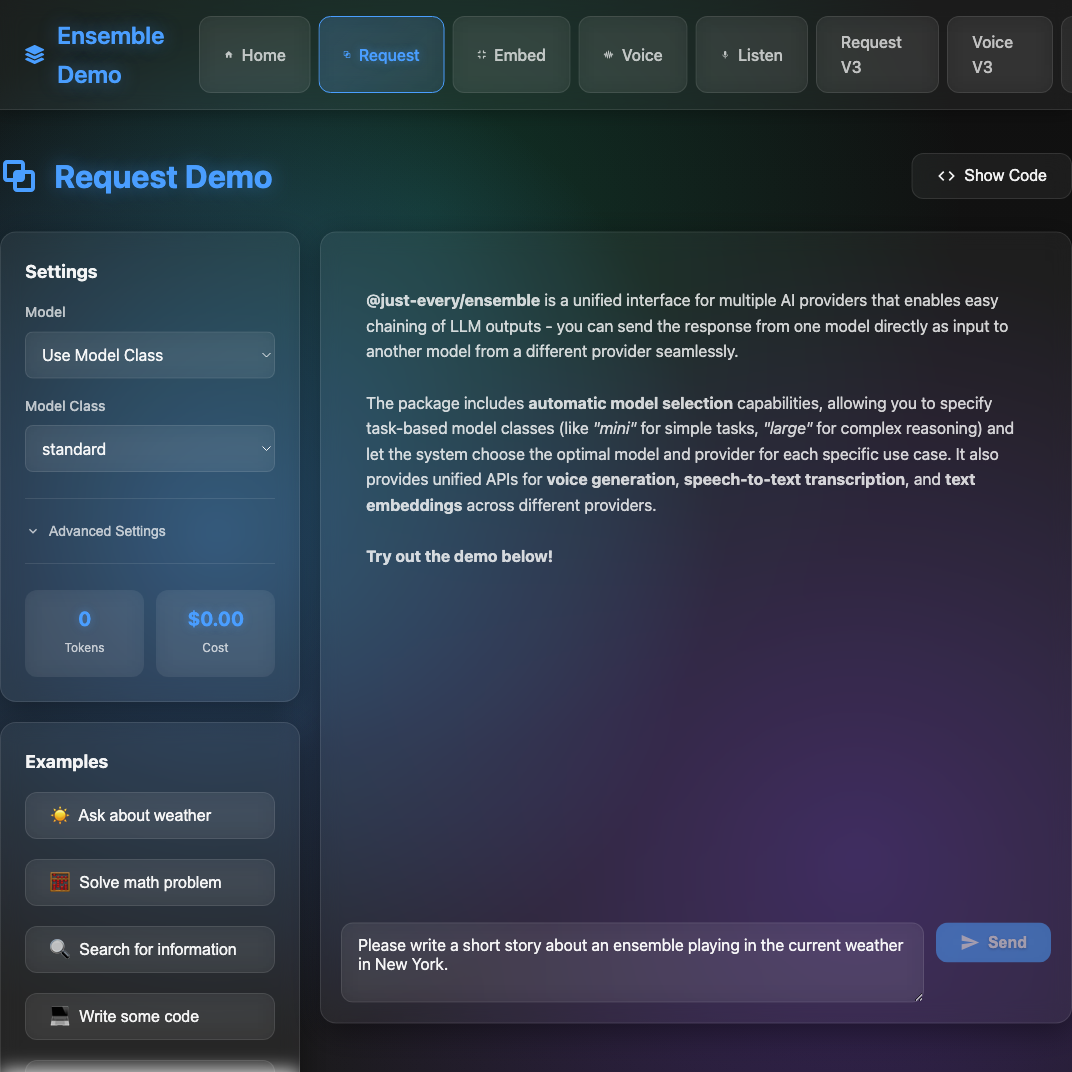 Ensemble
Demo
Home
Request
Embed
Voice
Listen
Request
V3
Voice
V3
Request Demo
Show Code
Settings
Model
Use Model Class
Model Class
standard
Advanced Settings
0
Tokens
$0.00
Cost
Examples
Ask about weather
Solve math problem
Search for information
Write some code
@just-every/ensemble is a unified interface for multiple AI providers that enables easy
chaining of LLM outputs - you can send the response from one model directly as input to
another model from a different provider seamlessly.
The package includes automatic model selection capabilities, allowing you to specify
task-based model classes (like "mini" for simple tasks, "large" for complex reasoning) and
let the system choose the optimal model and provider for each specific use case. It also
provides unified APIs for voice generation, speech-to-text transcription, and text
embeddings across different providers.
Try out the demo below!
Please write a short story about an ensemble playing in the current weather
in New York.
Send